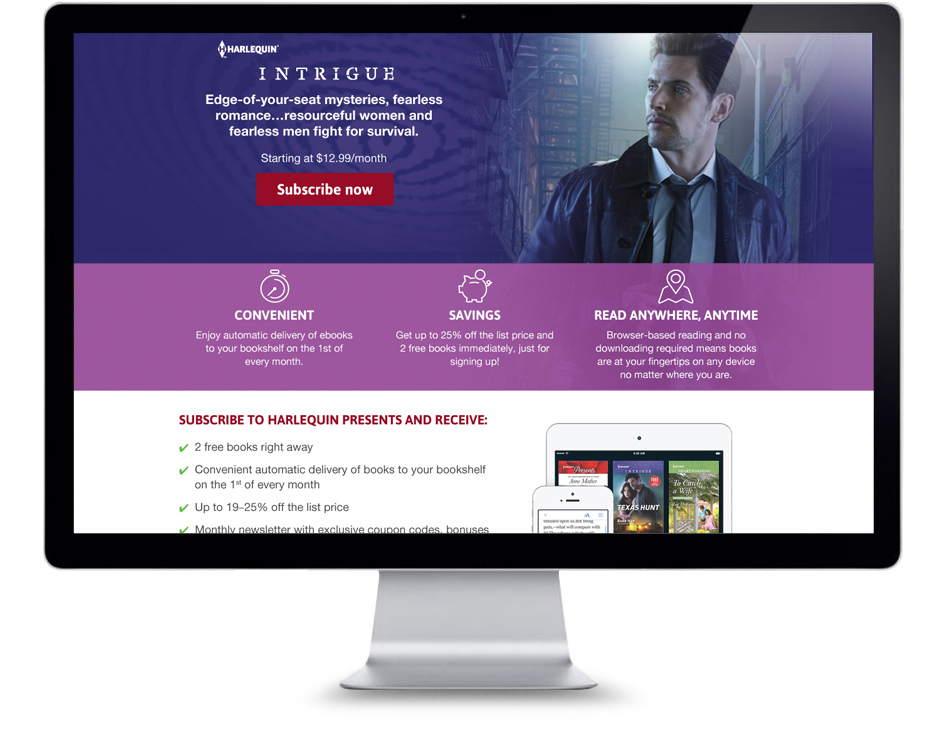 HARLEQUIN
INTRIGUE
Edge-of-your-seat mysteries, fearless
romance...resourceful women and
fearless men fight for survival.
Starting at $12.99/month
Subscribe now
CONVENIENT
Enjoy automatic delivery of ebooks
to your bookshelf on the 1st of
every month.
SAVINGS
Get up to 25% off the list price and
2 free books immediately, just for
signing up!
READ ANYWHERE, ANYTIME
Browser-based reading and no
downloading required means books
are at your fingertips on any device
no matter where you are.
SUBSCRIBE TO HARLEQUIN PRESENTS AND RECEIVE:
✔ 2 free books right away
✔ Convenient automatic delivery of books to your bookshelf
on the 1st of every month
✔ Up to 19–25% off the list price
✔ Monthly newsletter with exclusive coupon codes, bonuses
Presents
Anne Mather
INTRIGUE
TEXAS HUNT
To Catch
a Wife